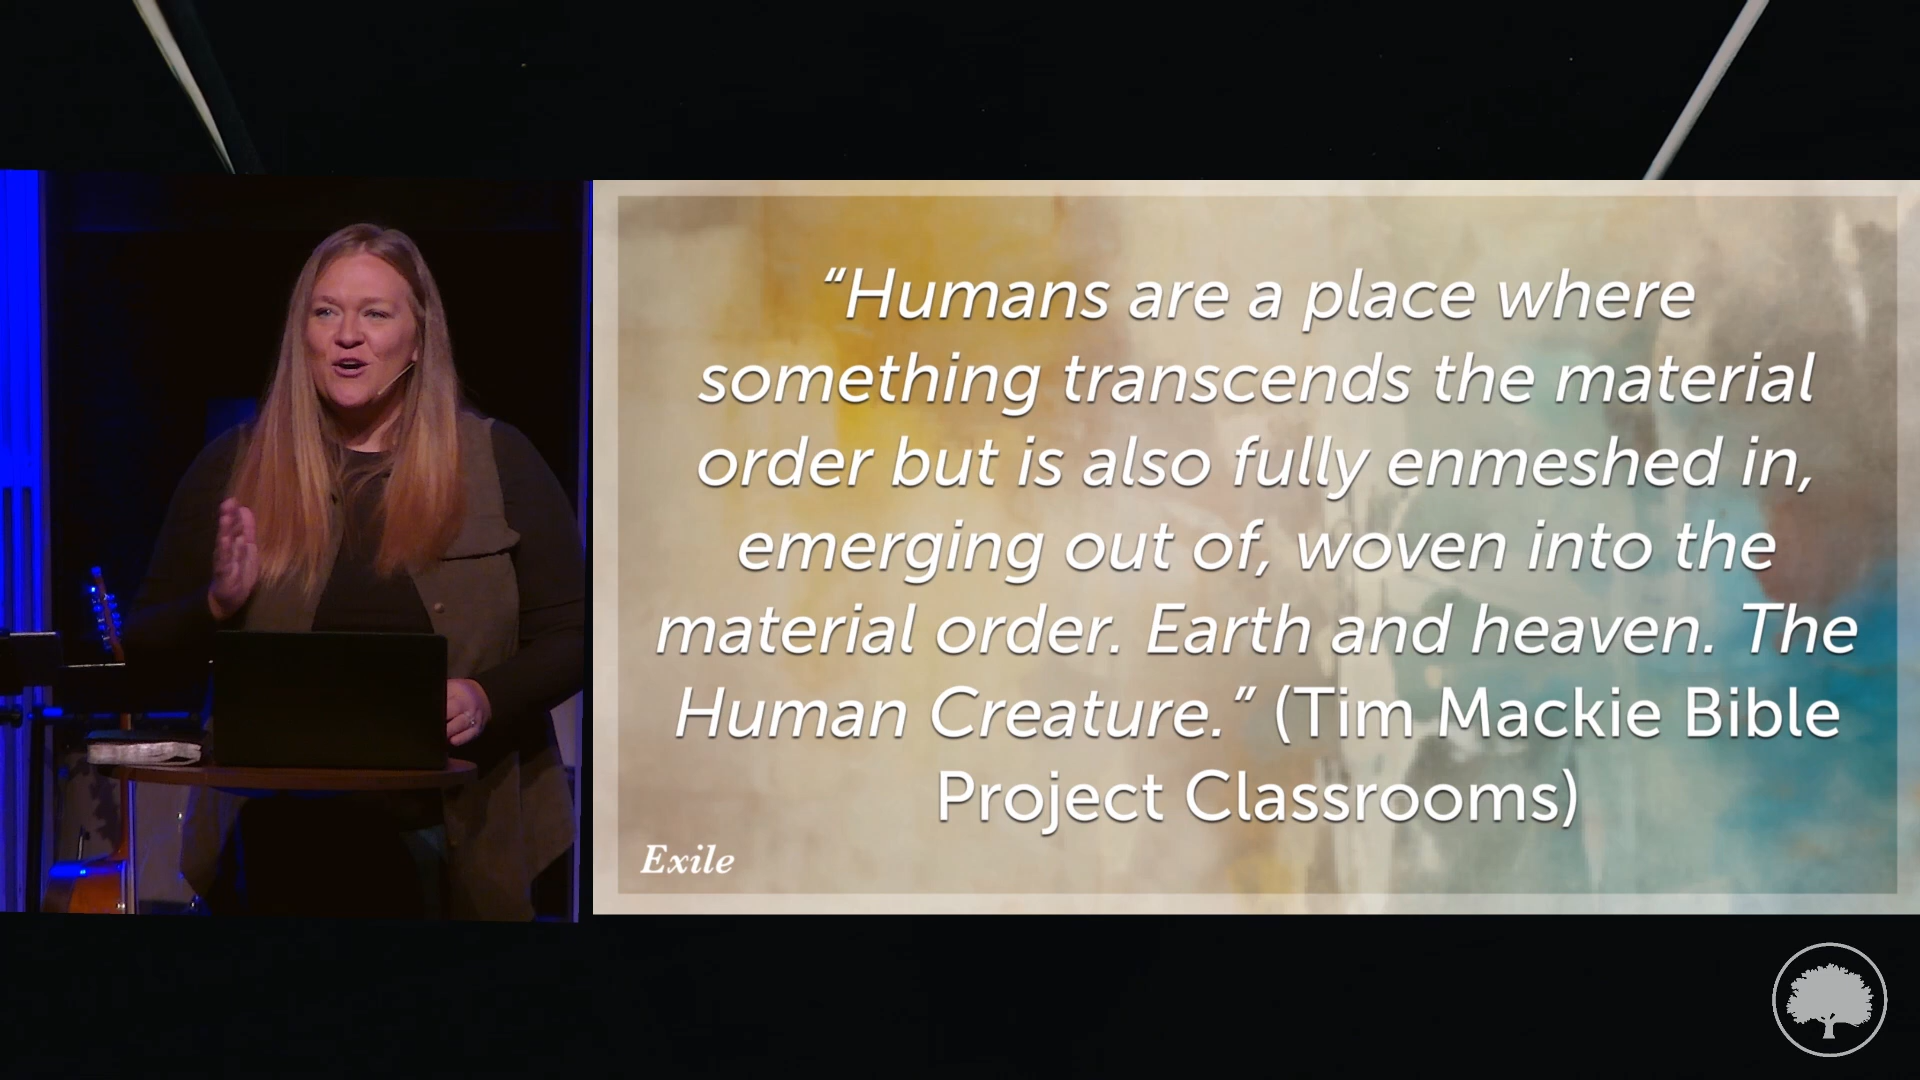 “Humans are a place where
something transcends the material
order but is also fully enmeshed in,
emerging out of, woven into the
material order. Earth and heaven. The
Human Creature.” (Tim Mackie Bible
Project Classrooms)
Exile